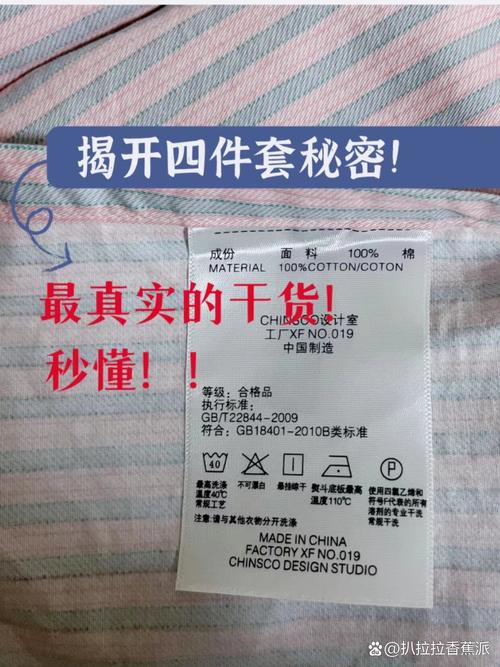 揭开四件套秘密!
成份 面料 100% 棉
MATERIAL 100%COTTON/COTON
最真实的干货!
秒懂！！
CHINSCO设计室
工厂XF NO.019
中国制造
等级: 合格品
执行标准:
GB/T22844-2009
符合: GB18401-2010B类标准
40
P
最高洗涤温度40℃常规工艺
不可漂白
悬挂晾干
熨斗底板最高温度110℃
使用四氯乙烯和符号F代表的所有溶剂的专业干洗常规干洗
注意: 请与其他衣物分开洗涤
MADE IN CHINA
FACTORY XF NO.019
CHINSCO DESIGN STUDIO
扒拉拉香蕉派